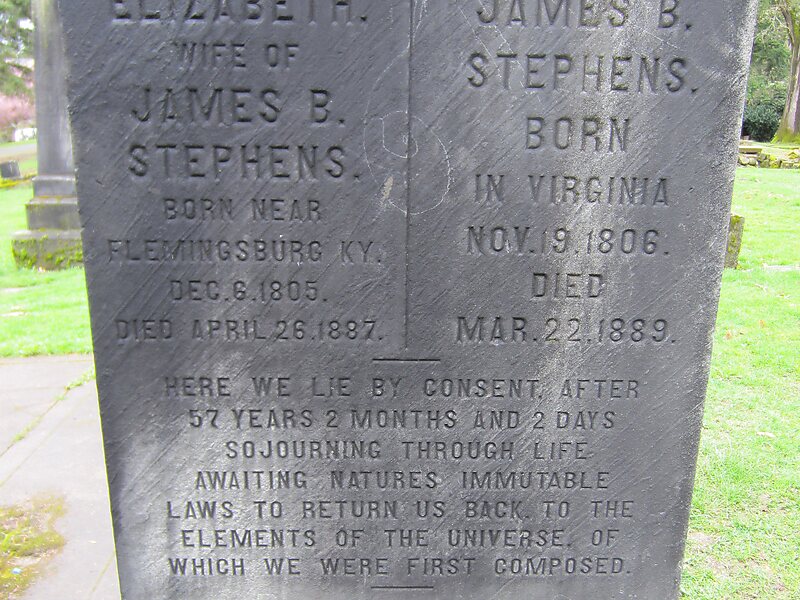 ELIZABETH.
WIFE OF
JAMES B.
STEPHENS.
BORN NEAR
FLEMINGSBURG KY.
DEC. 6. 1805.
DIED APRIL 26. 1887.
JAMES B.
STEPHENS.
BORN
IN VIRGINIA
NOV. 19. 1806.
DIED
MAR. 22. 1889.
HERE WE LIE BY CONSENT, AFTER
57 YEARS 2 MONTHS AND 2 DAYS
SOJOURNING THROUGH LIFE
AWAITING NATURES IMMUTABLE
LAWS TO RETURN US BACK TO THE
ELEMENTS OF THE UNIVERSE, OF
WHICH WE WERE FIRST COMPOSED.